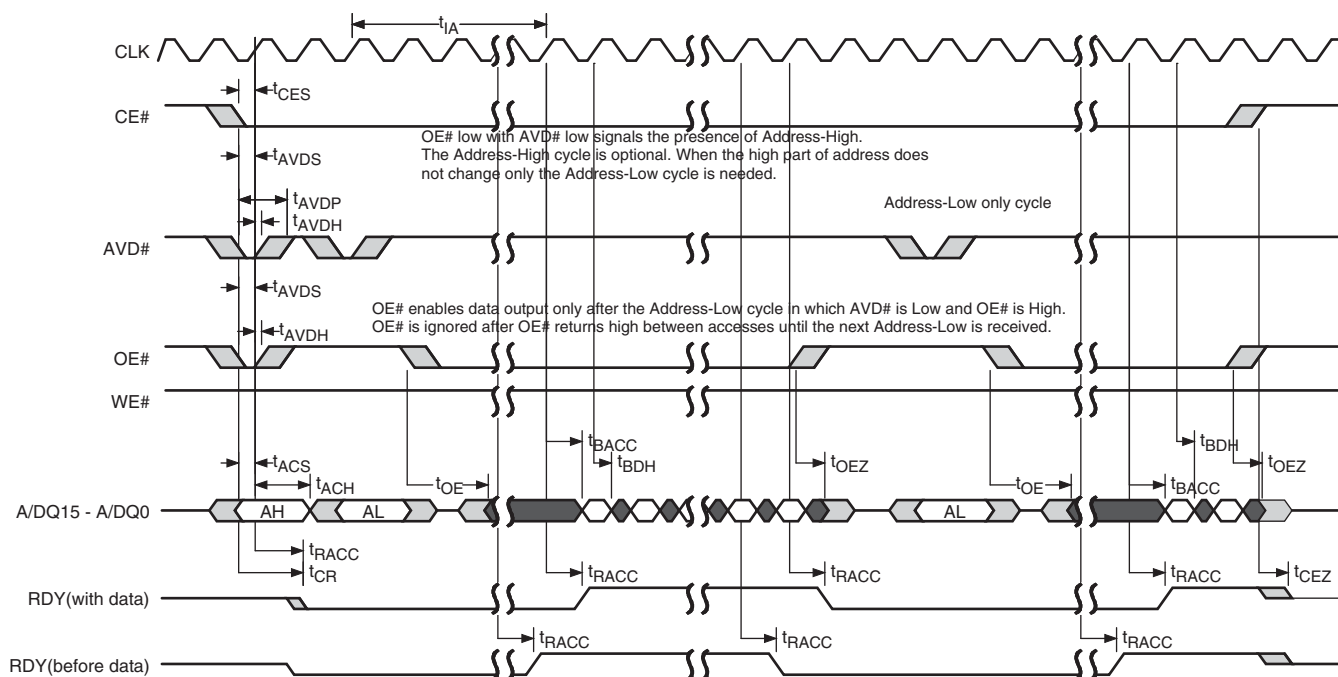 tIA
CLK
tCES
CE#
OE# low with AVD# low signals the presence of Address-High.
The Address-High cycle is optional. When the high part of address does
not change only the Address-Low cycle is needed.
tAVDS
tAVDP
Address-Low only cycle
tAVDH
AVD#
tAVDS
OE# enables data output only after the Address-Low cycle in which AVD# is Low and OE# is High.
OE# is ignored after OE# returns high between accesses until the next Address-Low is received.
tAVDH
OE#
WE#
tBACC
tBDH
tACS
tBDH
tOEZ
tOEZ
tACH
tOE
tOE
tBACC
A/DQ15 - A/DQ0
AH
AL
AL
tRACC
tCR
tRACC
tRACC
tRACC
tCEZ
RDY(with data)
tRACC
tRACC
tRACC
RDY(before data)